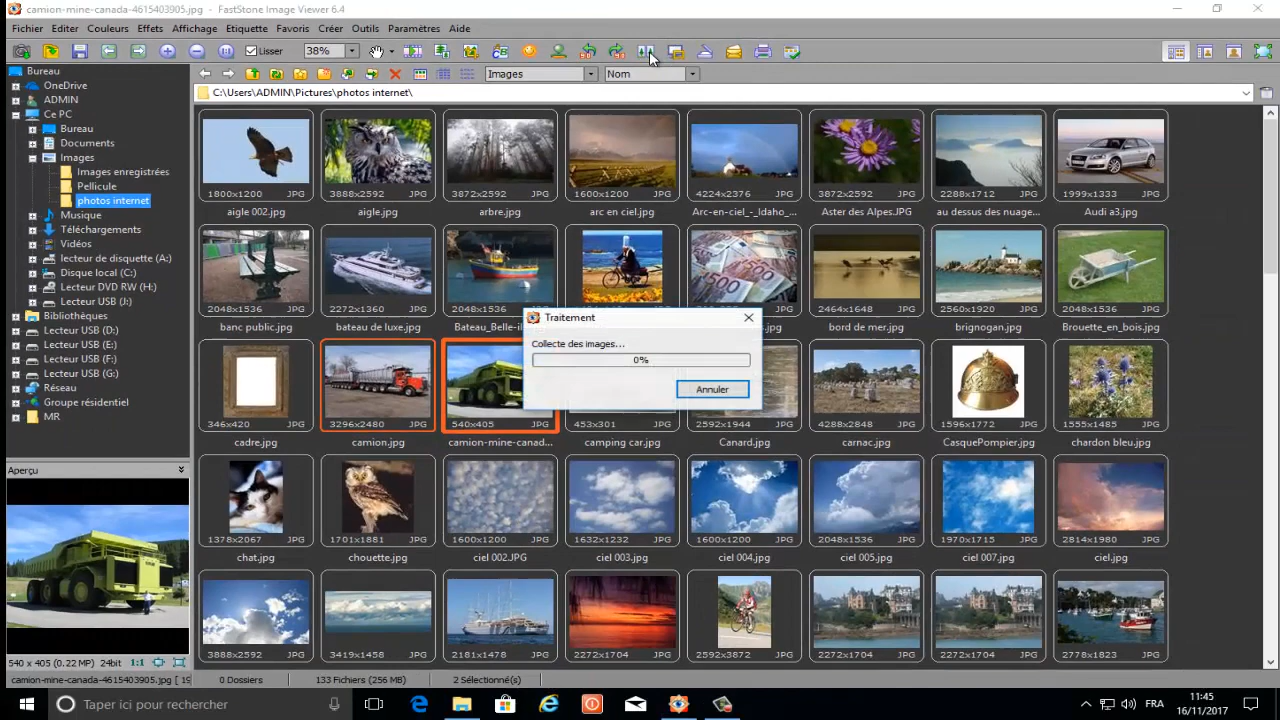 camion-mine-canada-4615403905.jpg - FastStone Image Viewer 6.4
Fichier Editer Couleurs Effets Affichage Etiquette Favoris Créer Outils Paramètres Aide
Lisser 38%
Images Nom
C:\Users\ADMIN\Pictures\photos internet\
Bureau
OneDrive
ADMIN
Ce PC
Bureau
Documents
Images
Images enregistrées
Pellicule
photos internet
Musique
Téléchargements
Vidéos
lecteur de disquette (A:)
Disque local (C:)
Lecteur DVD RW (H:)
Lecteur USB (J:)
Bibliothèques
Lecteur USB (D:)
Lecteur USB (E:)
Lecteur USB (F:)
Lecteur USB (G:)
Réseau
Groupe résidentiel
MR
Aperçu
540 x 405 (0.22 MP) 24bit 1:1
camion-mine-canada-4615403905.jpg [ 19
1800x1200 JPG 3888x2592 JPG 3872x2592 JPG 1600x1200 JPG 4224x2376 JPG 3872x2592 JPG 2288x1712 JPG 1999x1333 JPG
aigle 002.jpg aigle.jpg arbre.jpg arc en ciel.jpg Arc-en-ciel_-_Idaho_... Aster des Alpes.JPG au dessus des nuage... Audi a3.jpg
2048x1536 JPG 2272x1360 JPG 2048x1536 JPG 2464x1648 JPG 2560x1920 JPG 2048x1536 JPG
banc public.jpg bateau de luxe.jpg Bateau_Belle-il bord de mer.jpg brignogan.jpg Brouette_en_bois.jpg
Traitement
Collecte des images...
0%
Annuler
346x420 JPG 3296x2480 JPG 540x405 JPG 453x301 JPG 2592x1944 JPG 4288x2848 JPG 1596x1772 JPG 1555x1485 JPG
cadre.jpg camion.jpg camion-mine-canad... camping car.jpg Canard.jpg carnac.jpg CasquePompier.jpg chardon bleu.jpg
1378x2067 JPG 1701x1881 JPG 1600x1200 JPG 1632x1232 JPG 1600x1200 JPG 2048x1536 JPG 1970x1715 JPG 2814x1980 JPG
chat.jpg chouette.jpg ciel 002.JPG ciel 003.jpg ciel 004.jpg ciel 005.jpg ciel 007.jpg ciel.jpg
3888x2592 JPG 3419x1458 JPG 2181x1478 JPG 2272x1704 JPG 2592x3872 JPG 2272x1704 JPG 2272x1704 JPG 2778x1823 JPG
0 Dossiers 133 Fichiers (256 MB) 2 Sélectionné(s)
Taper ici pour rechercher
FRA
11:45
16/11/2017